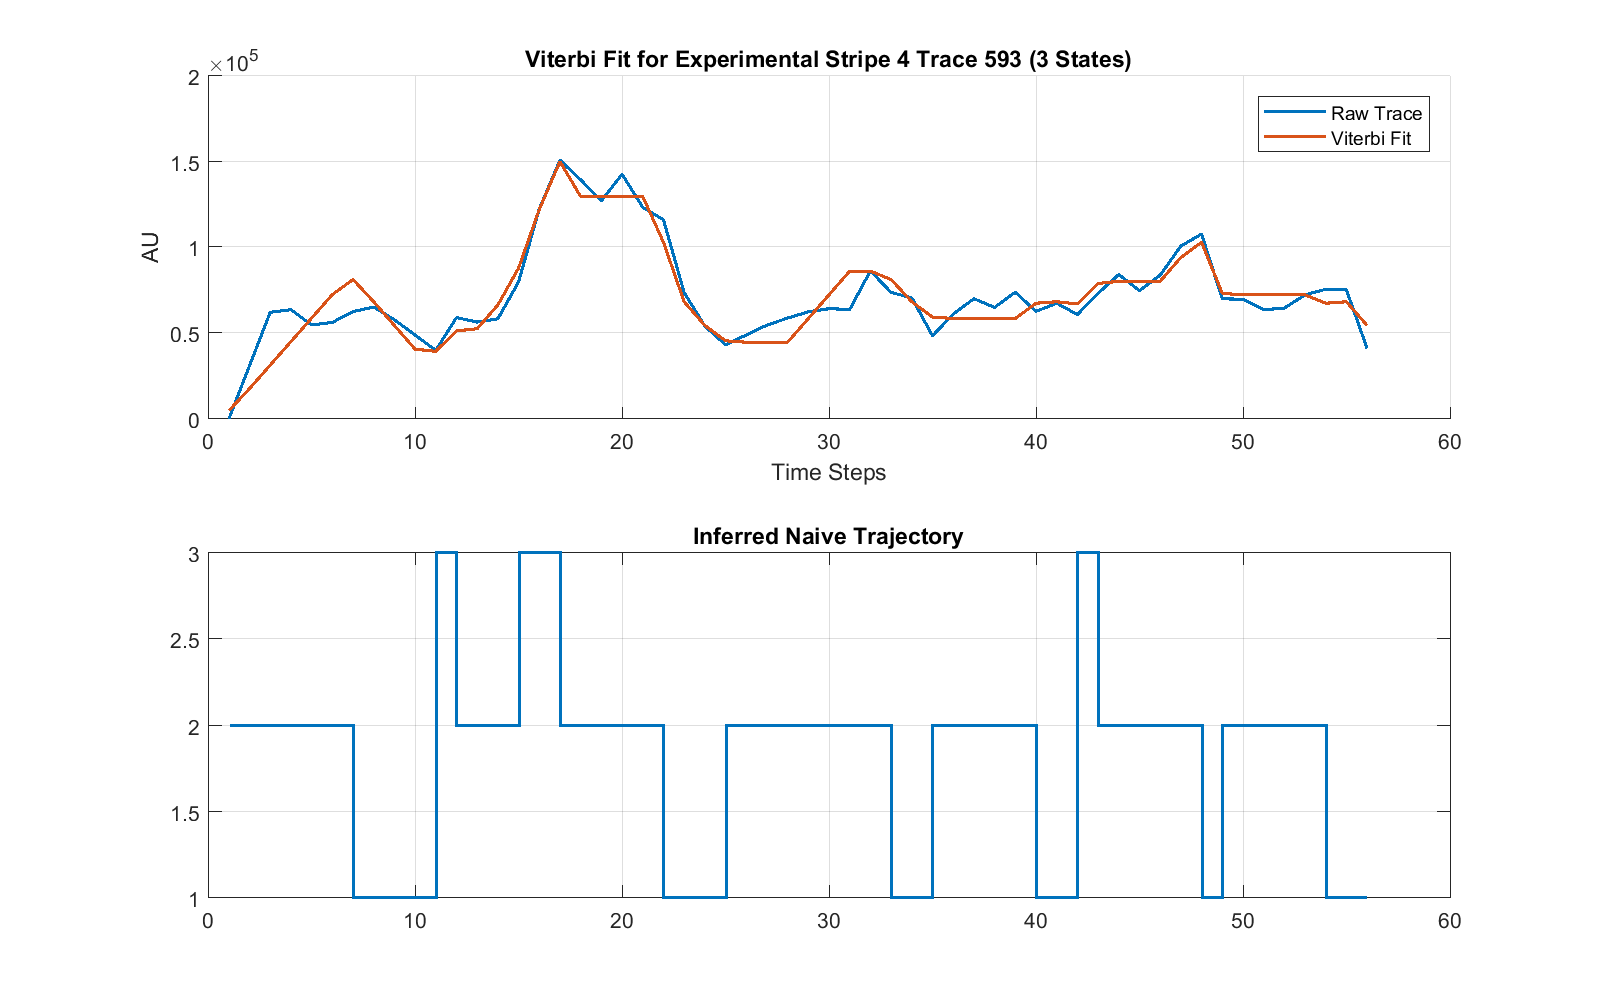 Viterbi Fit for Experimental Stripe 4 Trace 593 (3 States)
×10^5
2
1.5
1
0.5
0
AU
Raw Trace
Viterbi Fit
0 10 20 30 40 50 60
Time Steps
Inferred Naive Trajectory
3
2.5
2
1.5
1
0 10 20 30 40 50 60